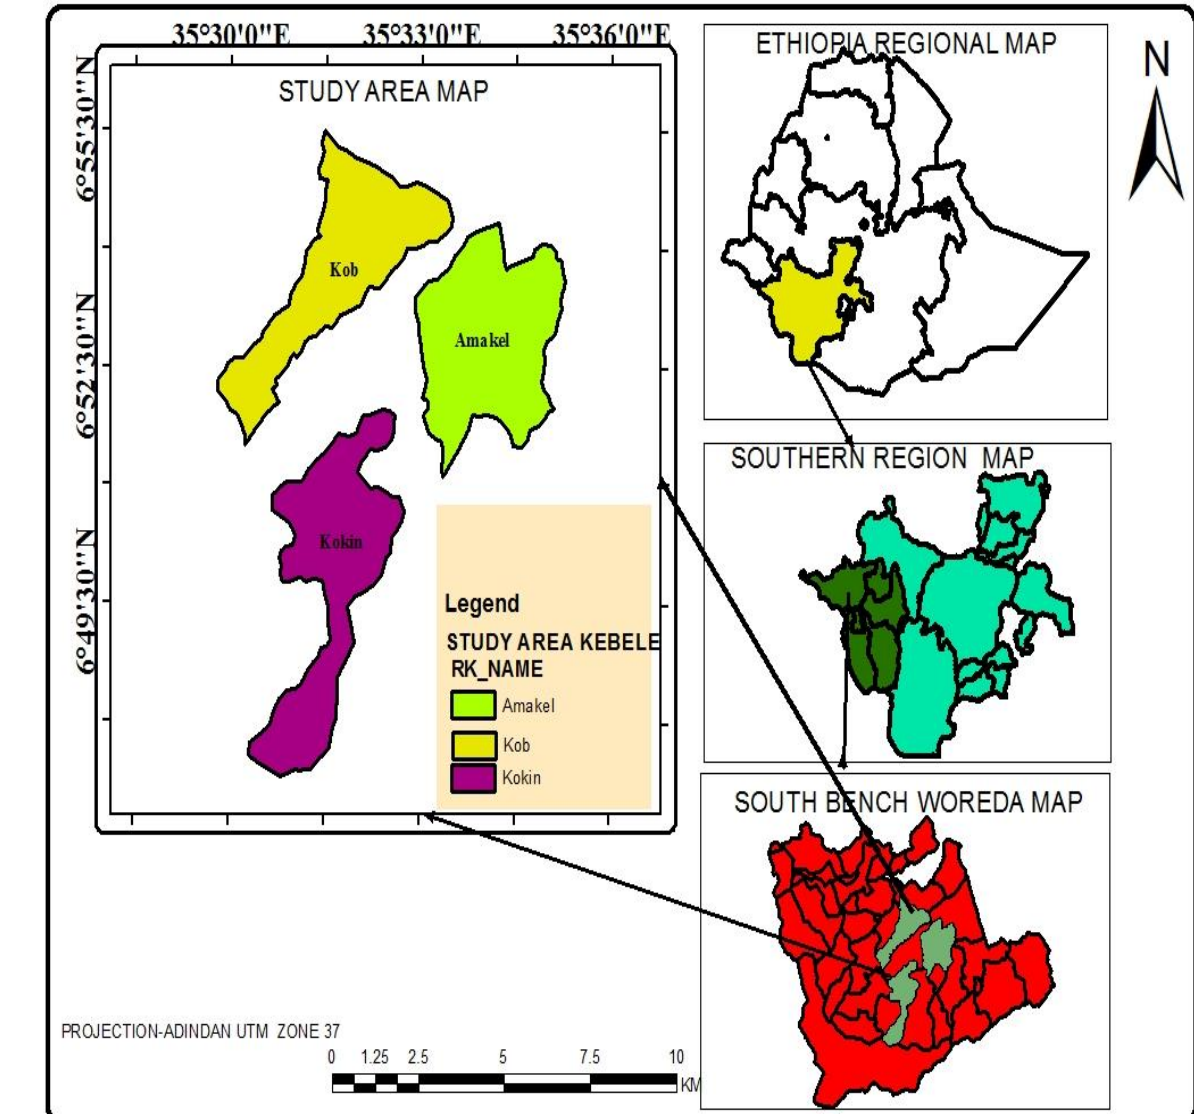 35°30'0"E 35°33'0"E 35°36'0"E
6°55'30"N
6°52'30"N
6°49'30"N
STUDY AREA MAP
Kob
Amakel
Kokin
Legend
STUDY AREA KEBELE
RK_NAME
Amakel
Kob
Kokin
ETHIOPIA REGIONAL MAP
N
SOUTHERN REGION MAP
SOUTH BENCH WOREDA MAP
PROJECTION-ADINDAN UTM ZONE 37
0 1.25 2.5 5 7.5 10
KM